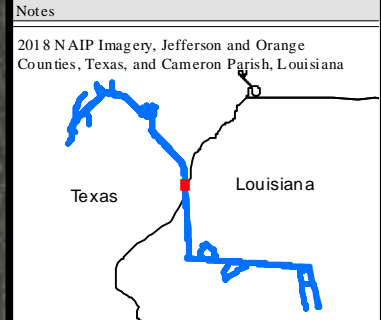 Notes
2018 NAIP Imagery, Jefferson and Orange
Counties, Texas, and Cameron Parish, Louisiana
Texas
Louisiana